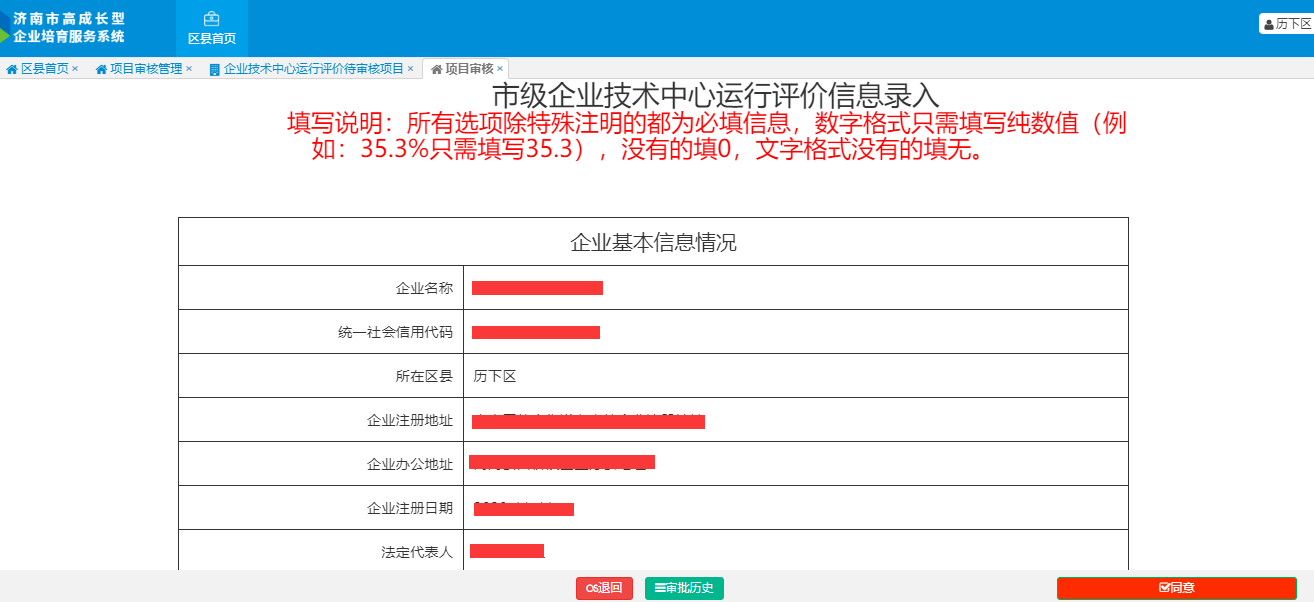 济南市高成长型
企业培育服务系统
区县首页
历下区
区县首页 ×
项目审核管理 ×
企业技术中心运行评价待审核项目 ×
项目审核 ×
市级企业技术中心运行评价信息录入
填写说明：所有选项除特殊注明的都为必填信息，数字格式只需填写纯数值（例
如：35.3%只需填写35.3），没有的填0，文字格式没有的填无。
企业基本信息情况
企业名称
统一社会信用代码
所在区县 历下区
企业注册地址
企业办公地址
企业注册日期
法定代表人
退回
审批历史
同意